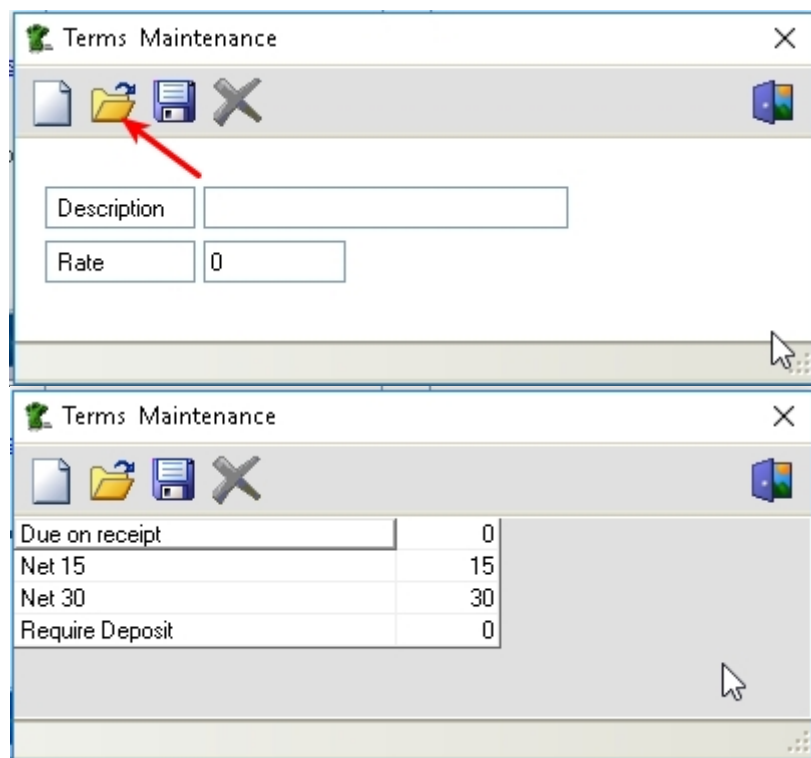 Terms Maintenance
Description
Rate 0
Terms Maintenance
Due on receipt 0
Net 15 15
Net 30 30
Require Deposit 0